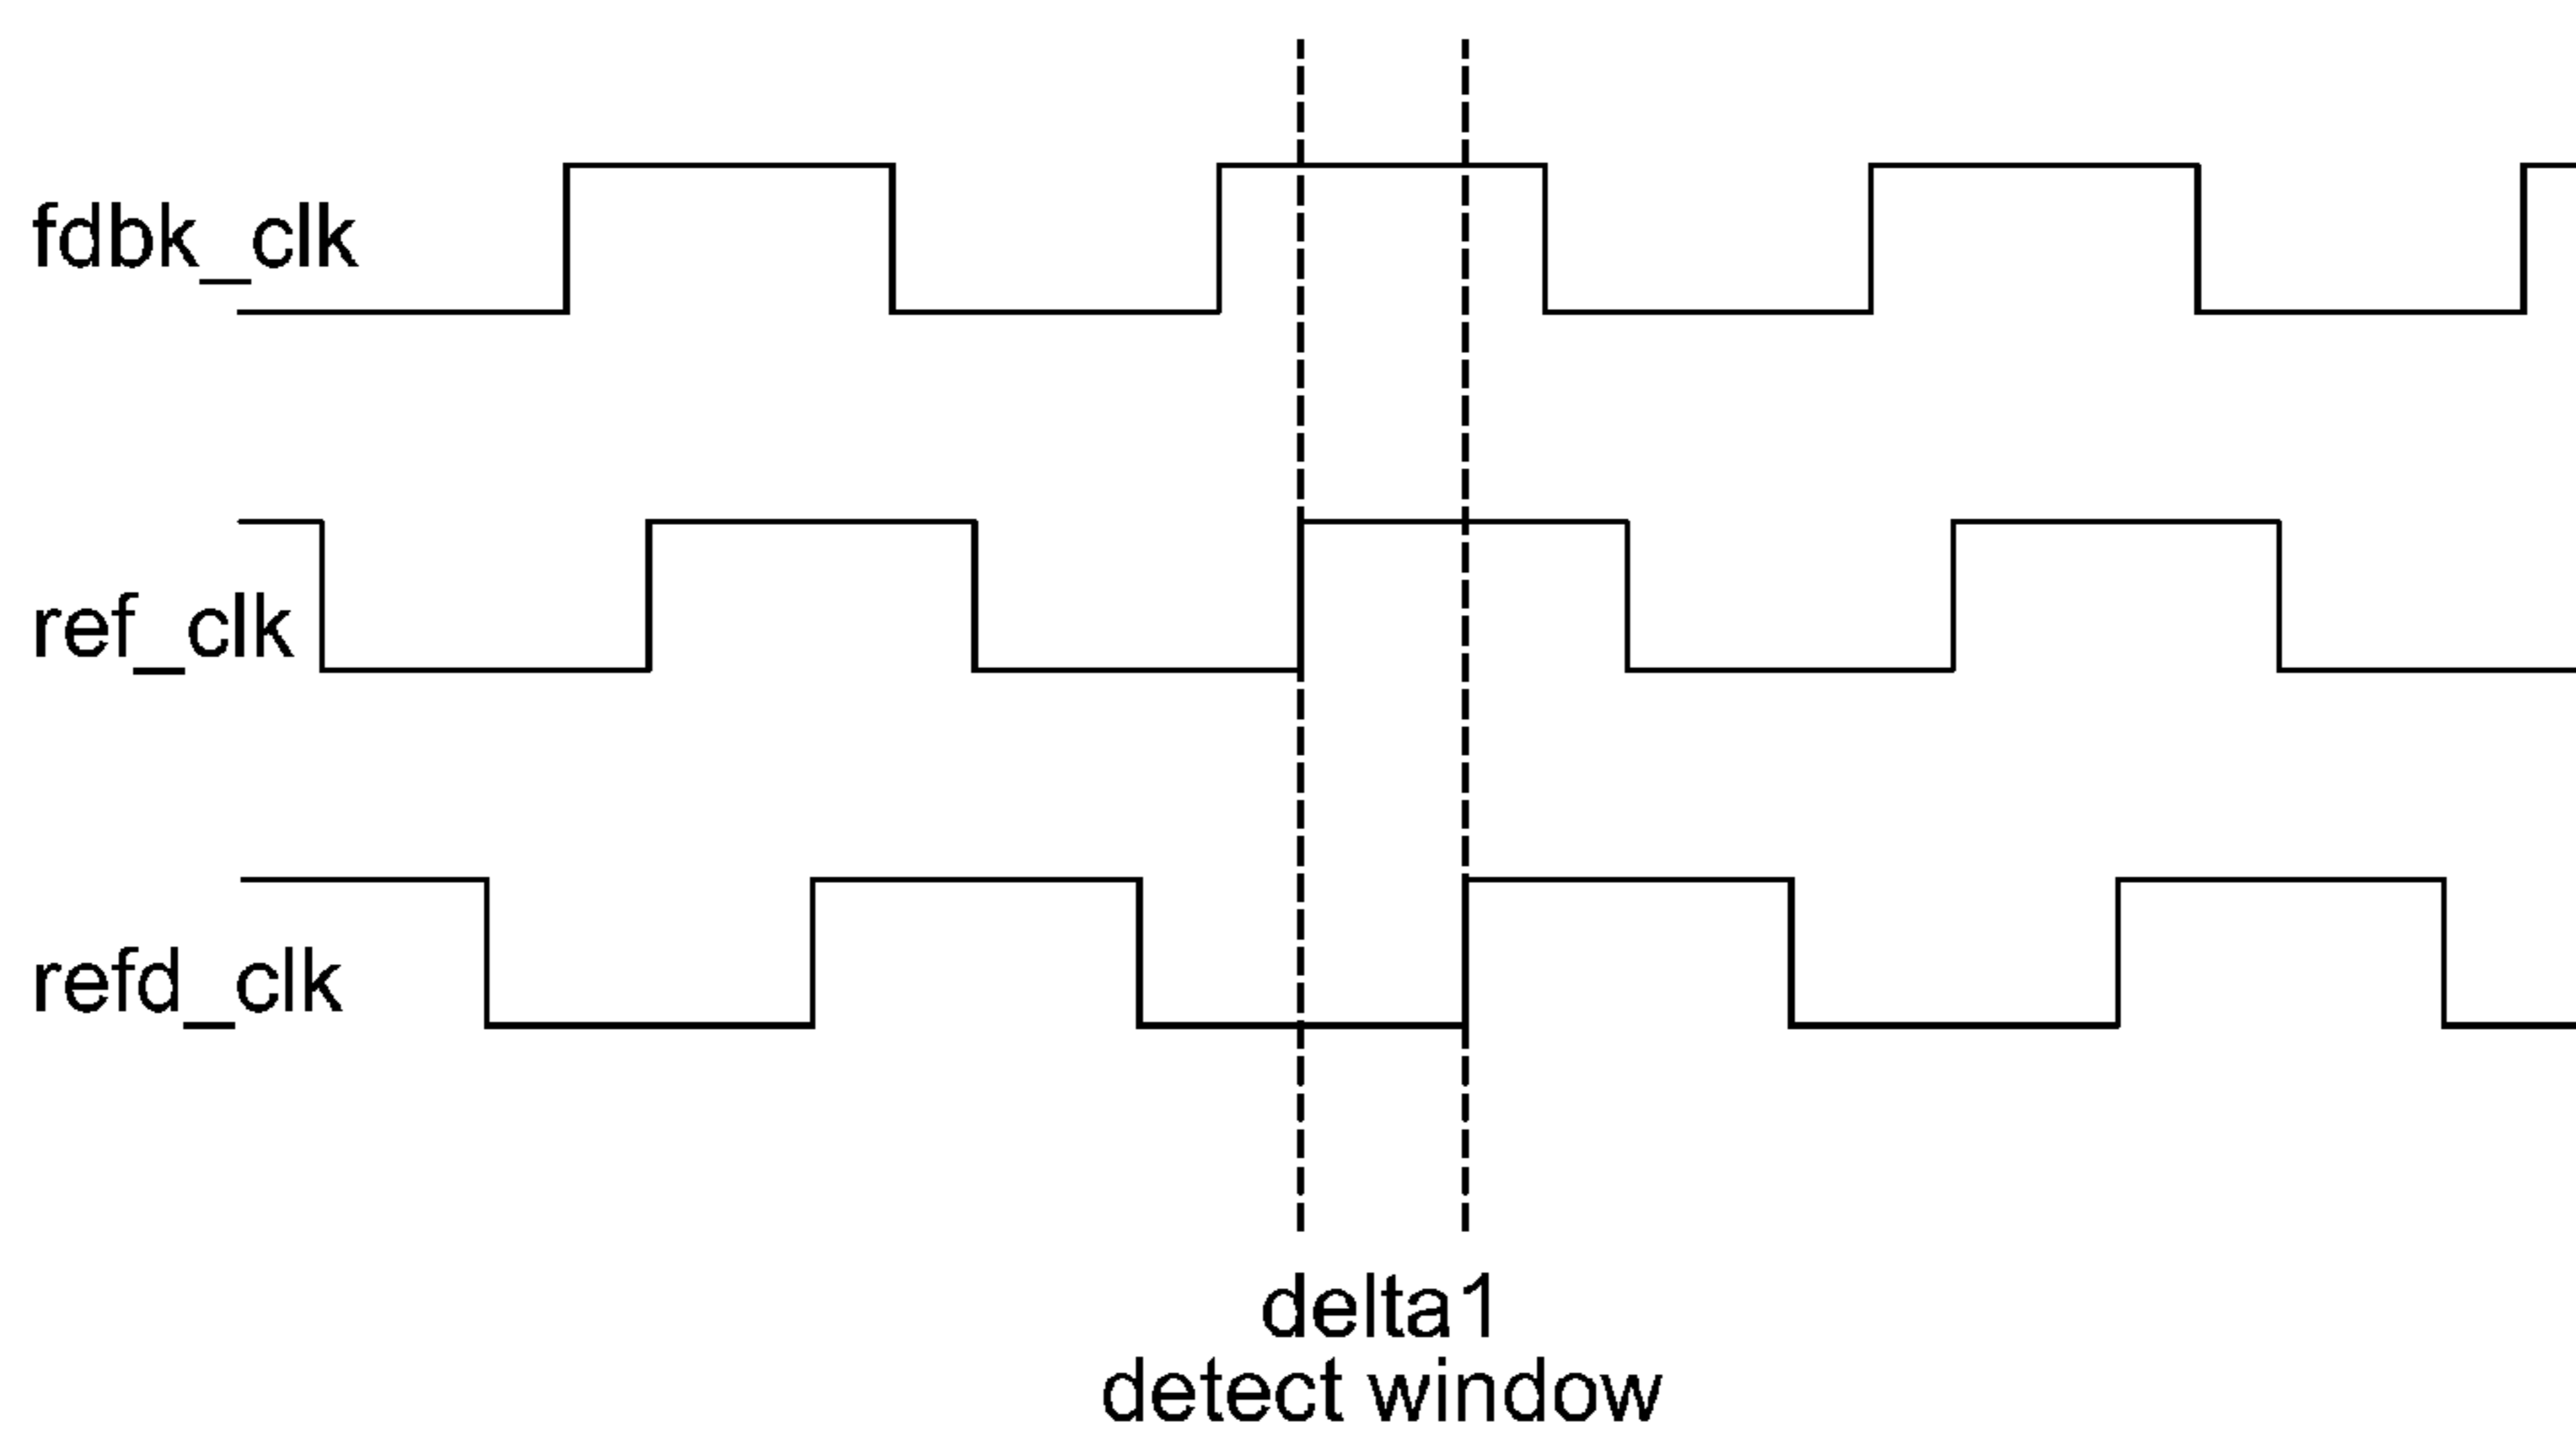 fdbk_clk
ref_clk
refd_clk
delta1
detect window